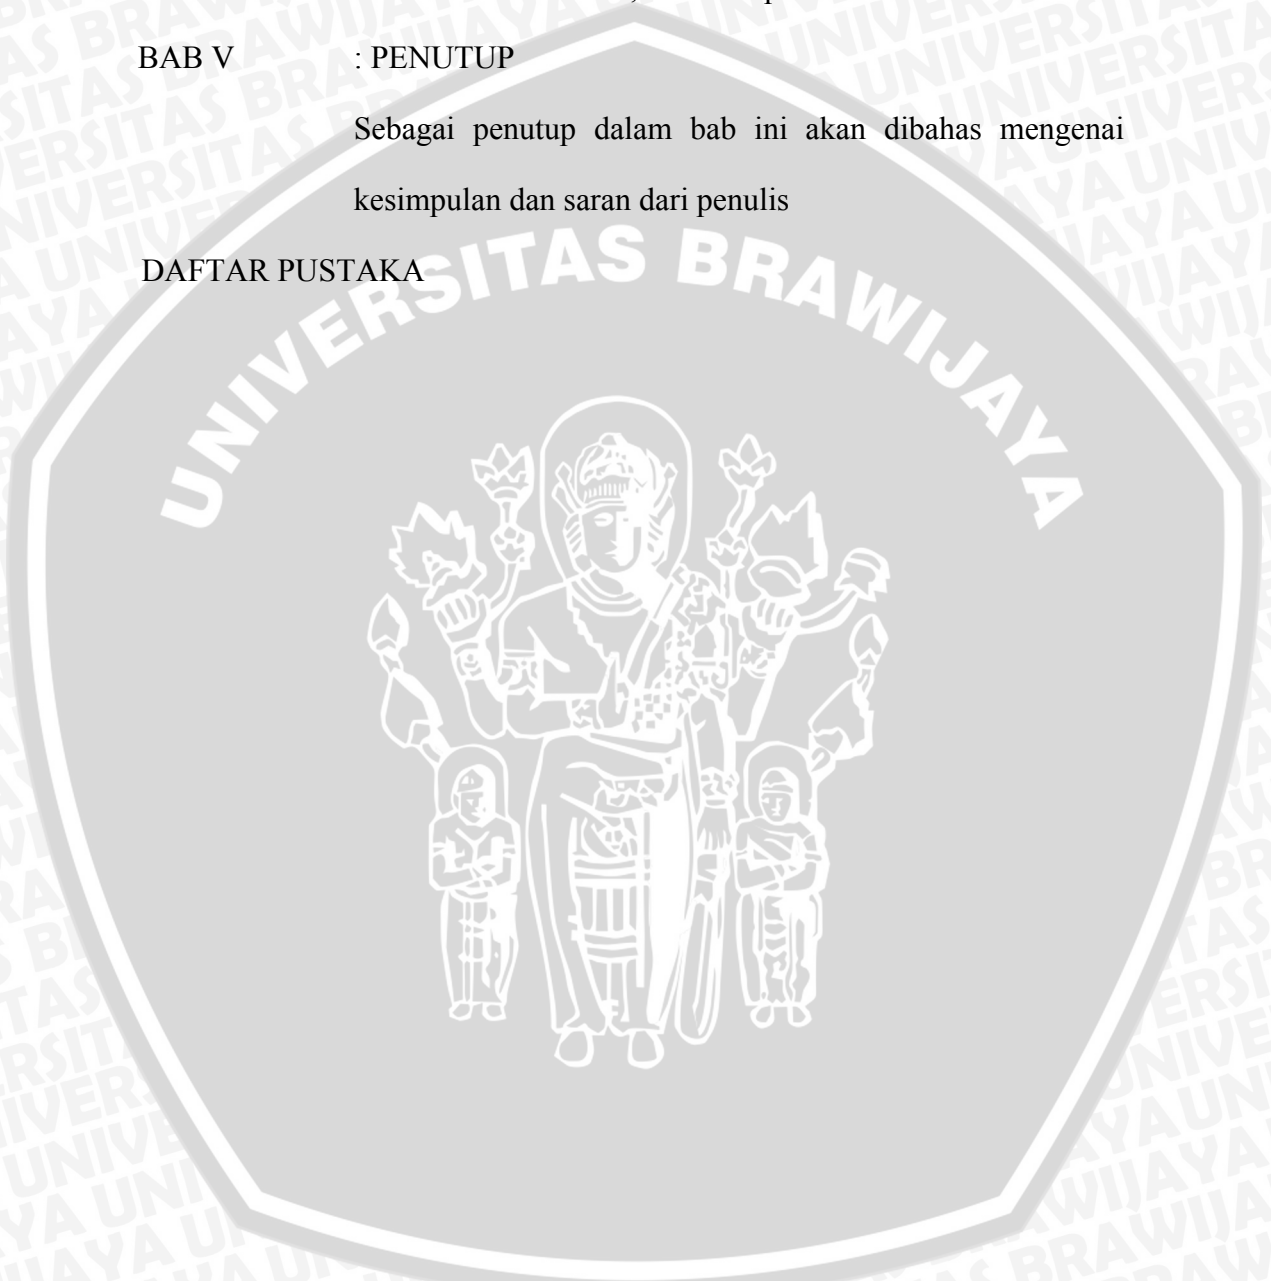 BAB V : PENUTUP
Sebagai penutup dalam bab ini akan dibahas mengenai
kesimpulan dan saran dari penulis
DAFTAR PUSTAKA
UNIVERSITAS BRAWIJAYA